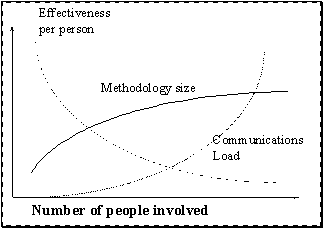 Effectiveness
per person
Methodology size
Communications
Load
Number of people involved